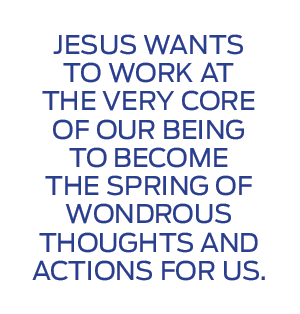 JESUS WANTS
TO WORK AT
THE VERY CORE
OF OUR BEING
TO BECOME
THE SPRING OF
WONDROUS
THOUGHTS AND
ACTIONS FOR US.